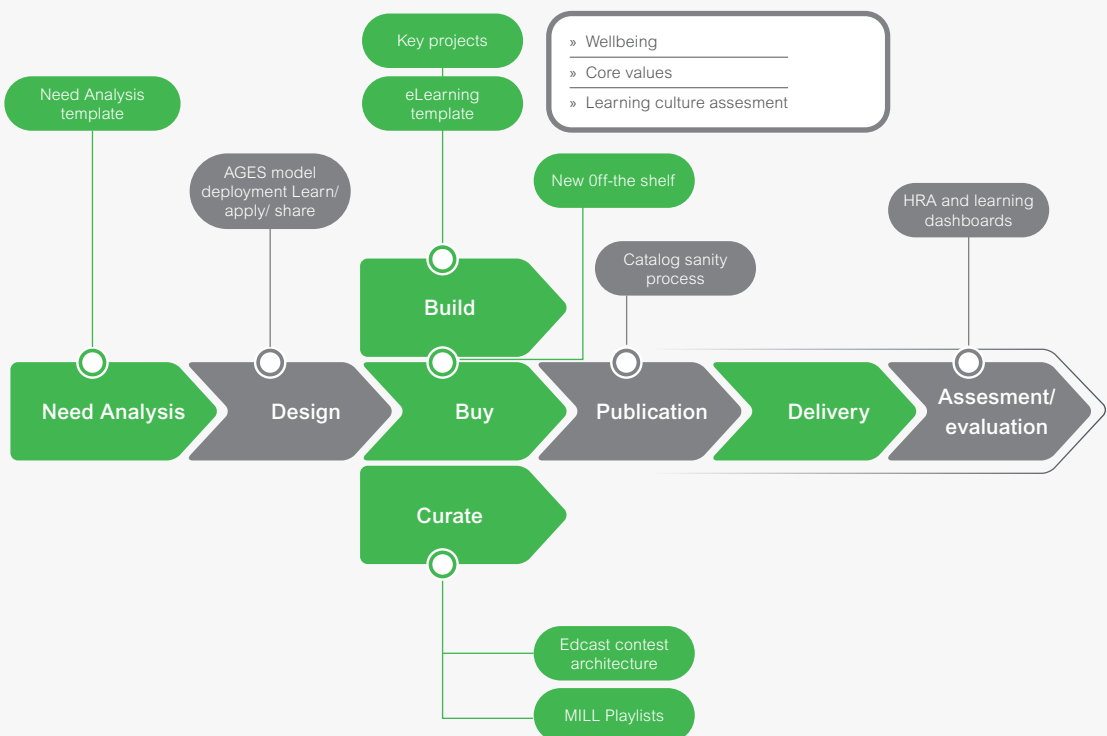 Key projects
» Wellbeing
» Core values
» Learning culture assesment
Need Analysis
template
eLearning
template
AGES model
deployment Learn/
apply/ share
New 0ff-the shelf
HRA and learning
dashboards
Catalog sanity
process
Build
Need Analysis
Design
Buy
Publication
Delivery
Assesment/
evaluation
Curate
Edcast contest
architecture
MILL Playlists